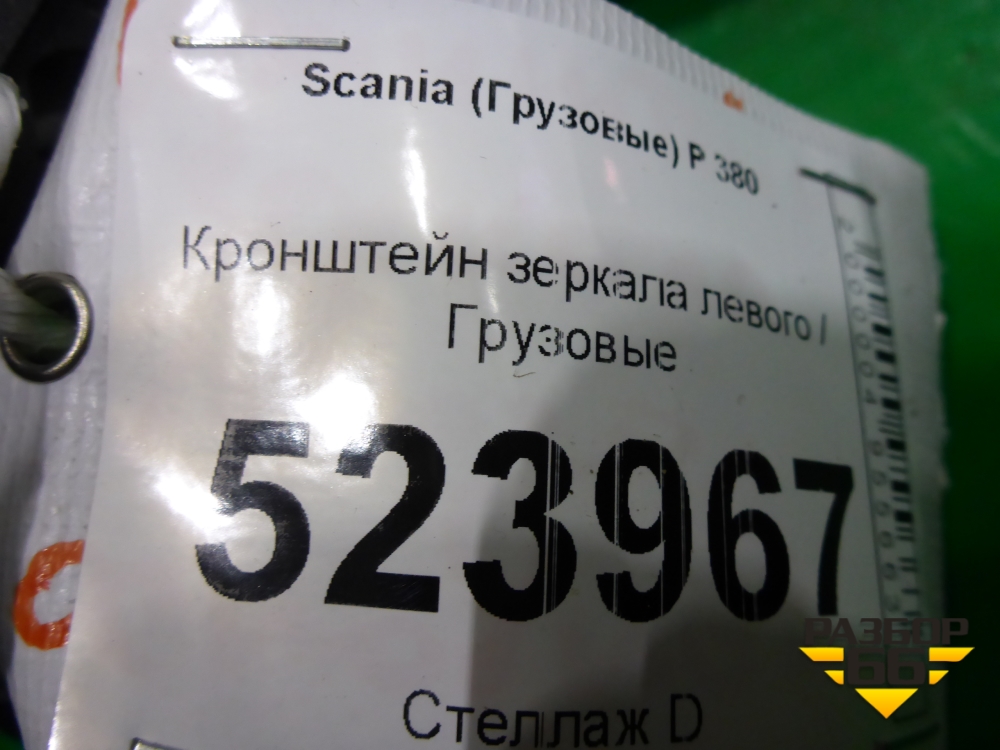 Scania (Грузовые) P 380
Кронштейн зеркала левого /
Грузовые
523967
Стеллаж D
РАЗБОР
66